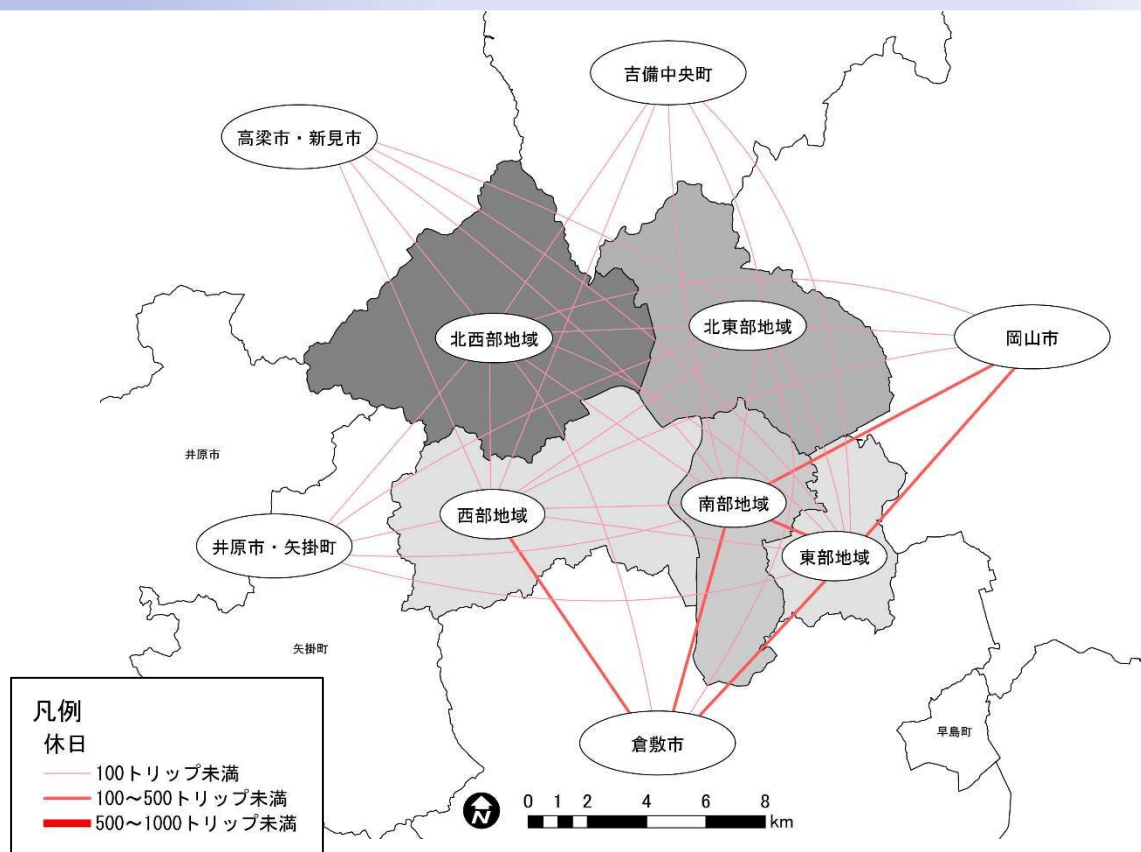 吉備中央町
高梁市・新見市
北西部地域
北東部地域
岡山市
井原市
西部地域
南部地域
井原市・矢掛町
東部地域
矢掛町
倉敷市
早島町
凡例
休日
100トリップ未満
100～500トリップ未満
500～1000トリップ未満
N
0 1 2 4 6 8
km